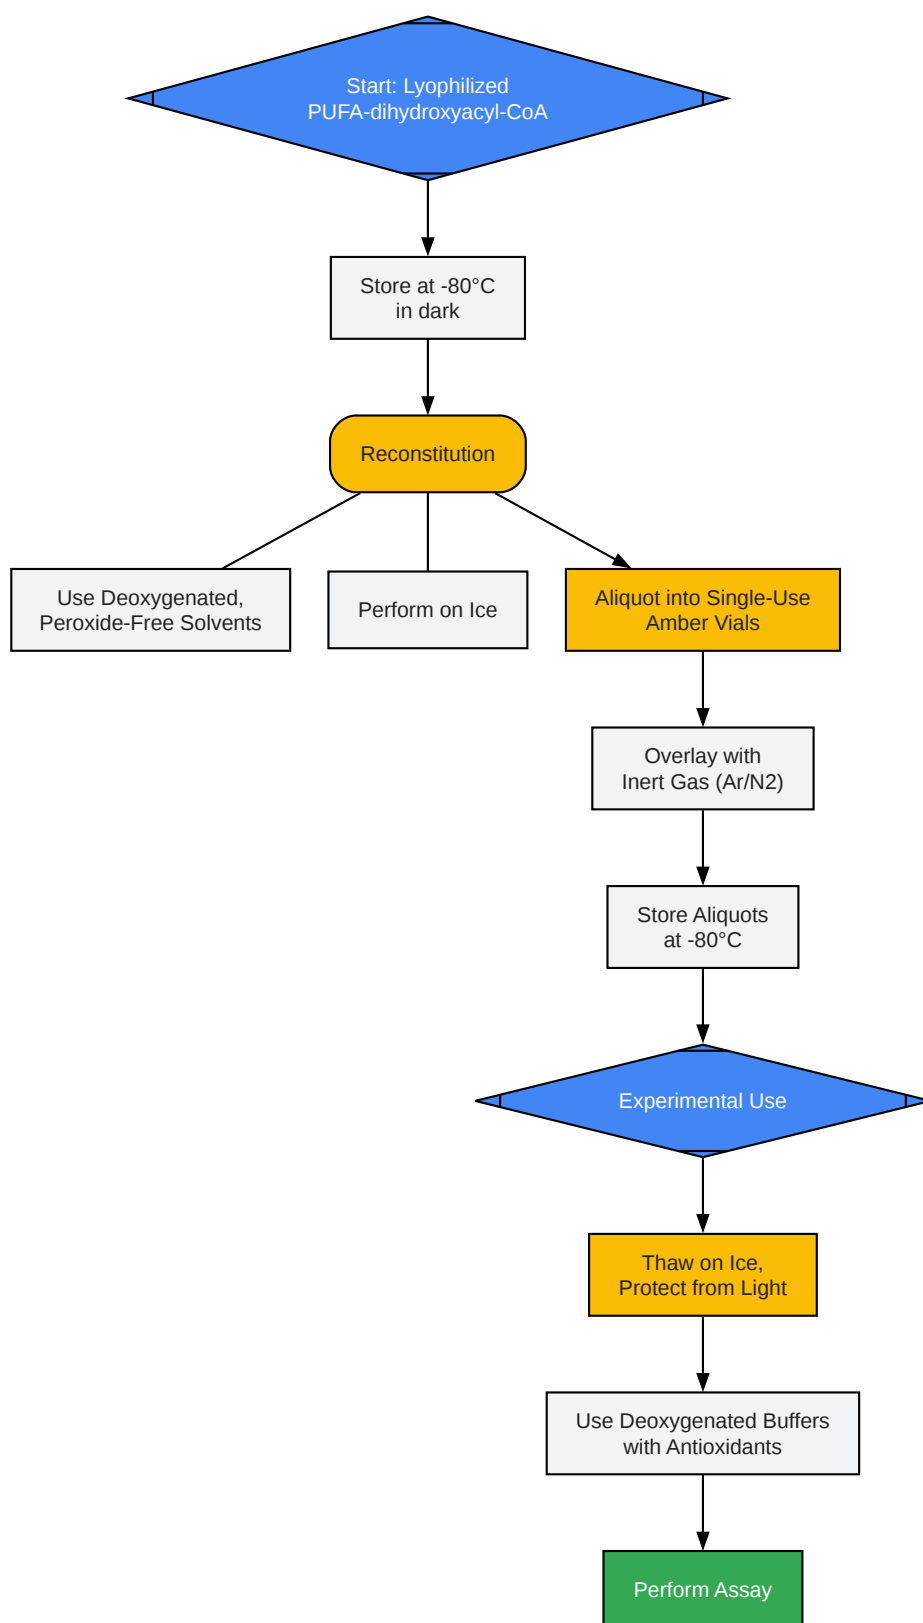 Start: Lyophilized
PUFA-dihydroxyacyl-CoA
Store at -80°C
in dark
Reconstitution
Use Deoxygenated,
Peroxide-Free Solvents
Perform on Ice
Aliquot into Single-Use
Amber Vials
Overlay with
Inert Gas (Ar/N2)
Store Aliquots
at -80°C
Experimental Use
Thaw on Ice,
Protect from Light
Use Deoxygenated Buffers
with Antioxidants
Perform Assay